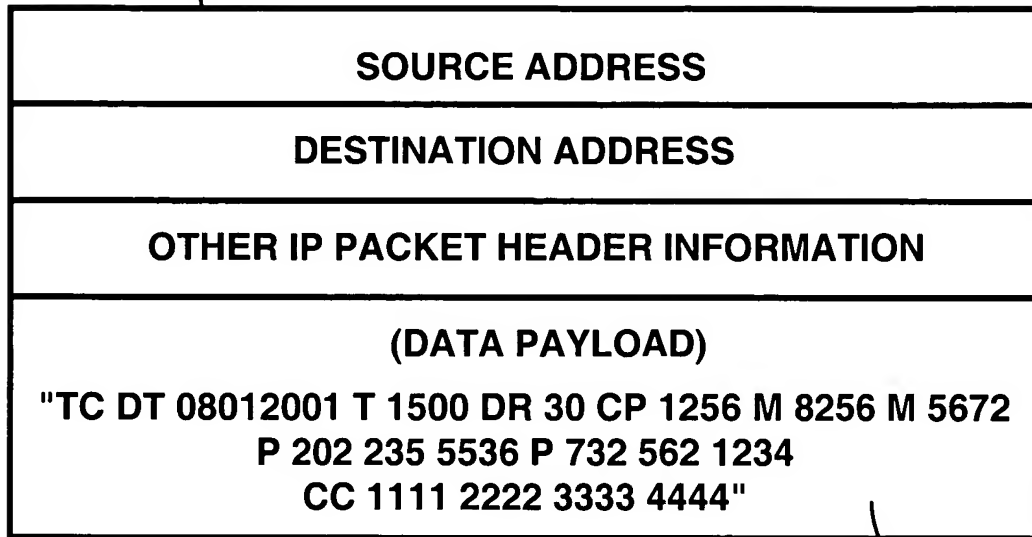 SOURCE ADDRESS
DESTINATION ADDRESS
OTHER IP PACKET HEADER INFORMATION
(DATA PAYLOAD)
"TC DT 08012001 T 1500 DR 30 CP 1256 M 8256 M 5672
P 202 235 5536 P 732 562 1234
CC 1111 2222 3333 4444"